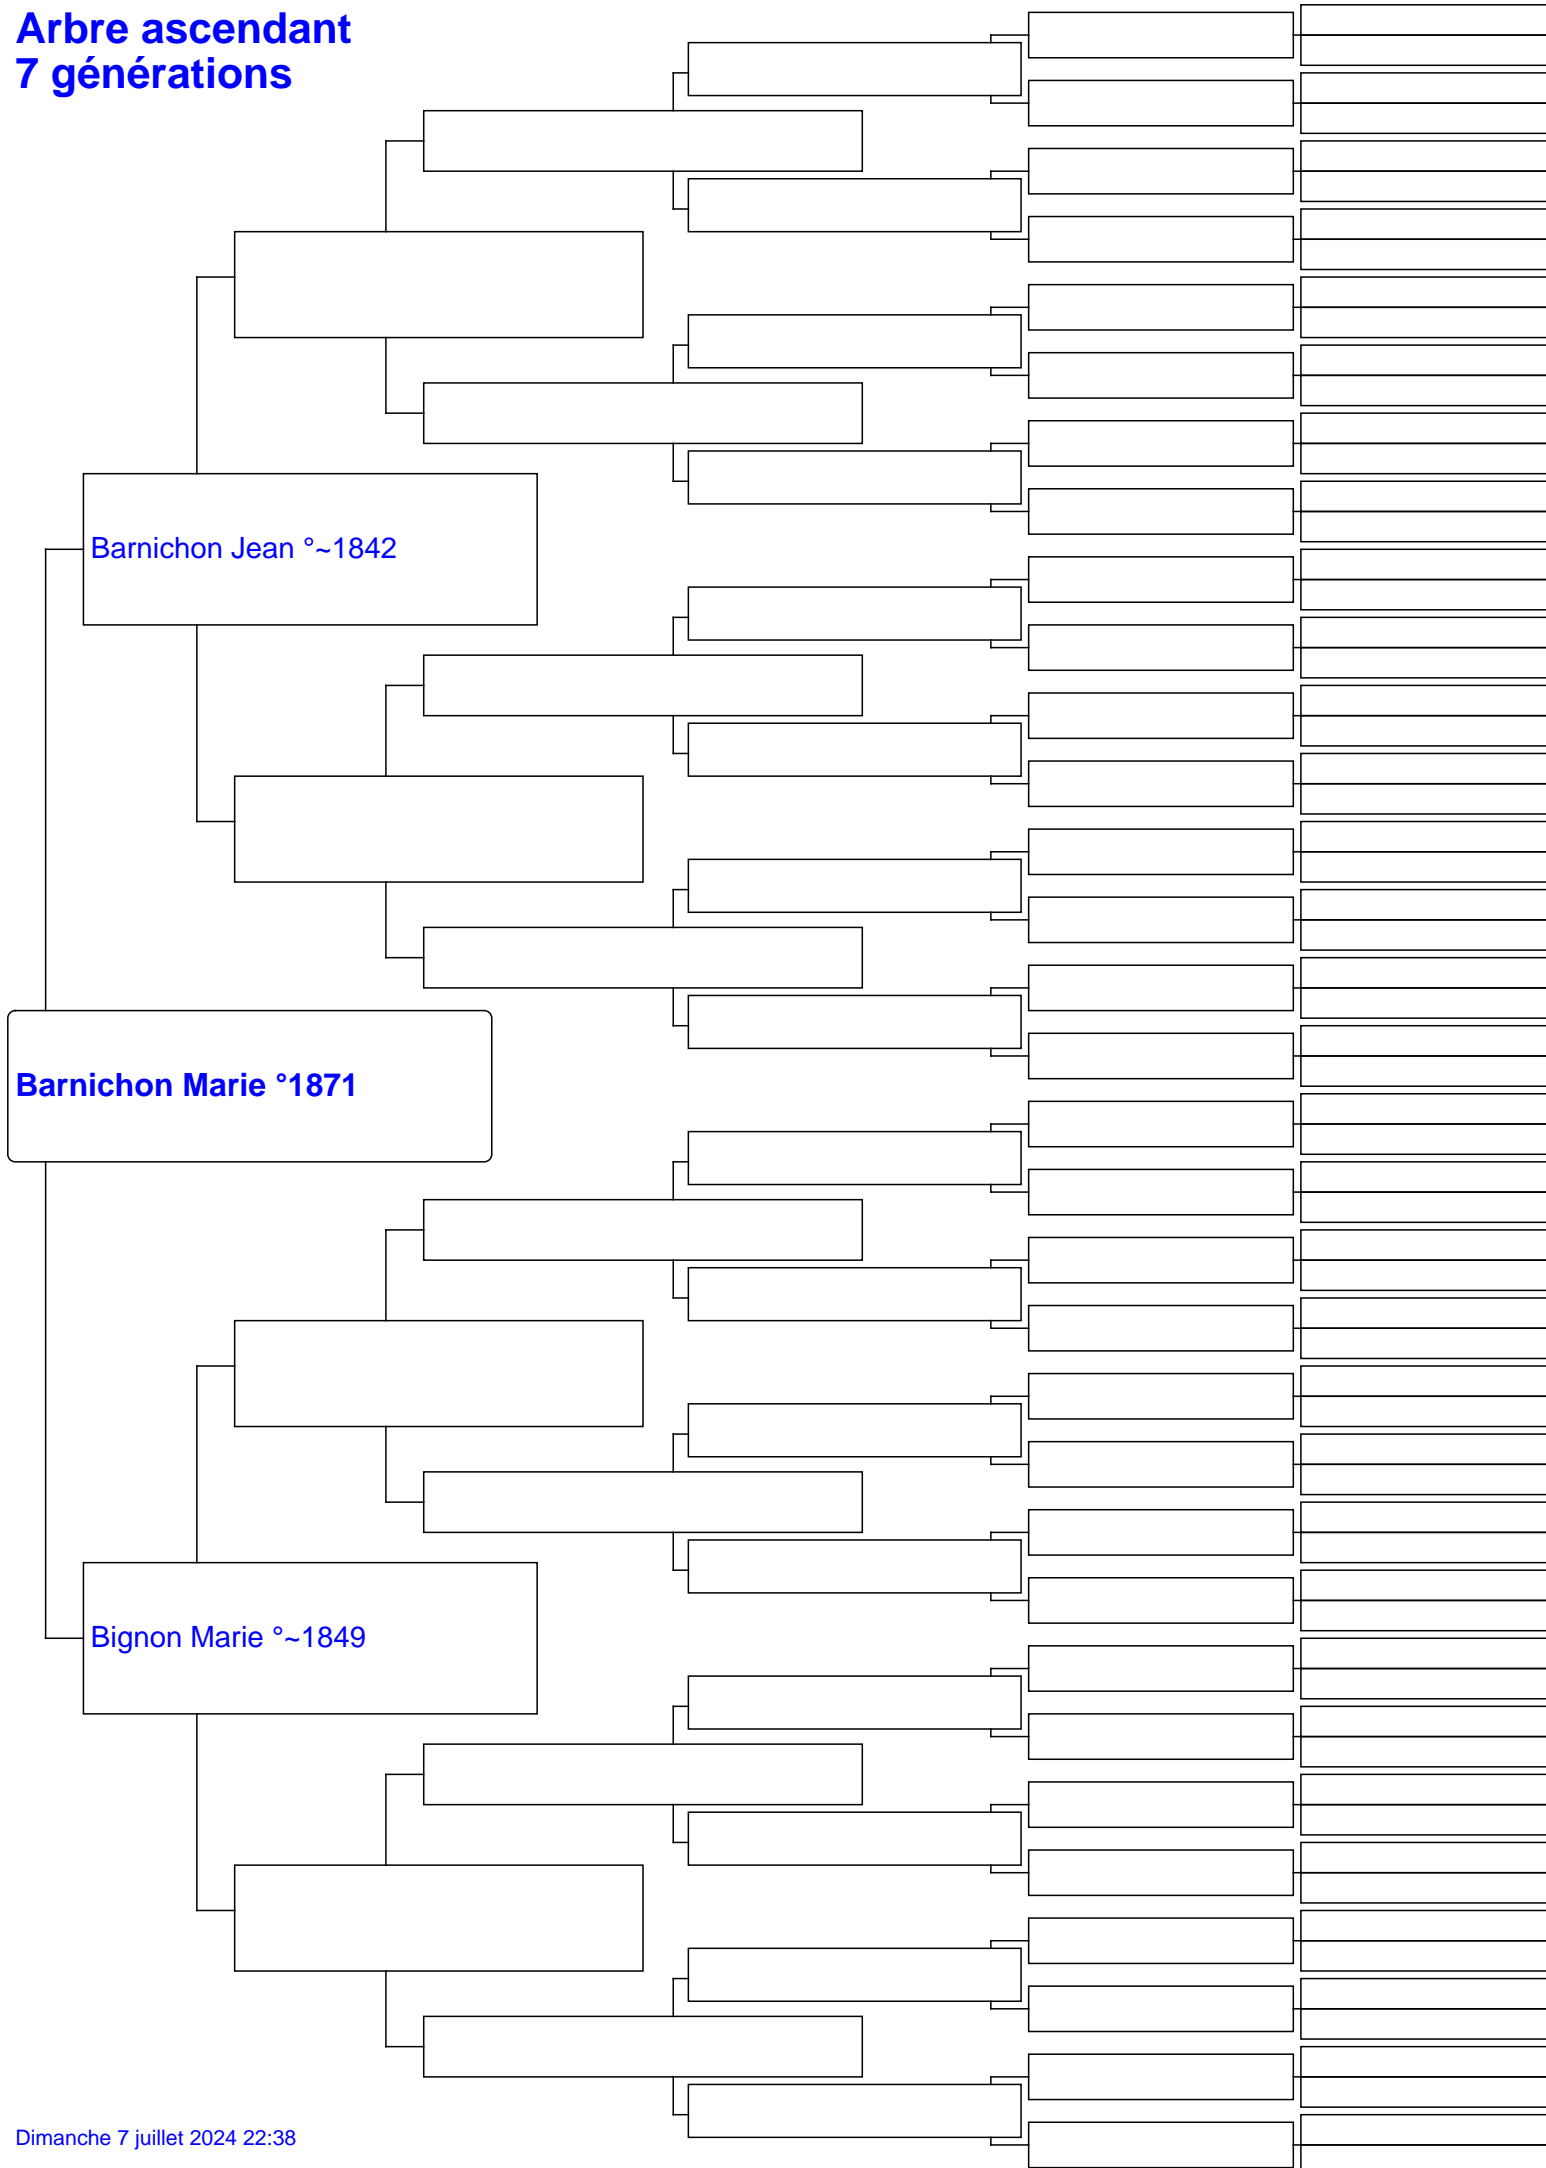 Arbre ascendant
7 générations
Barnichon Jean °~1842
Barnichon Marie °1871
Bignon Marie °~1849
Dimanche 7 juillet 2024 22:38